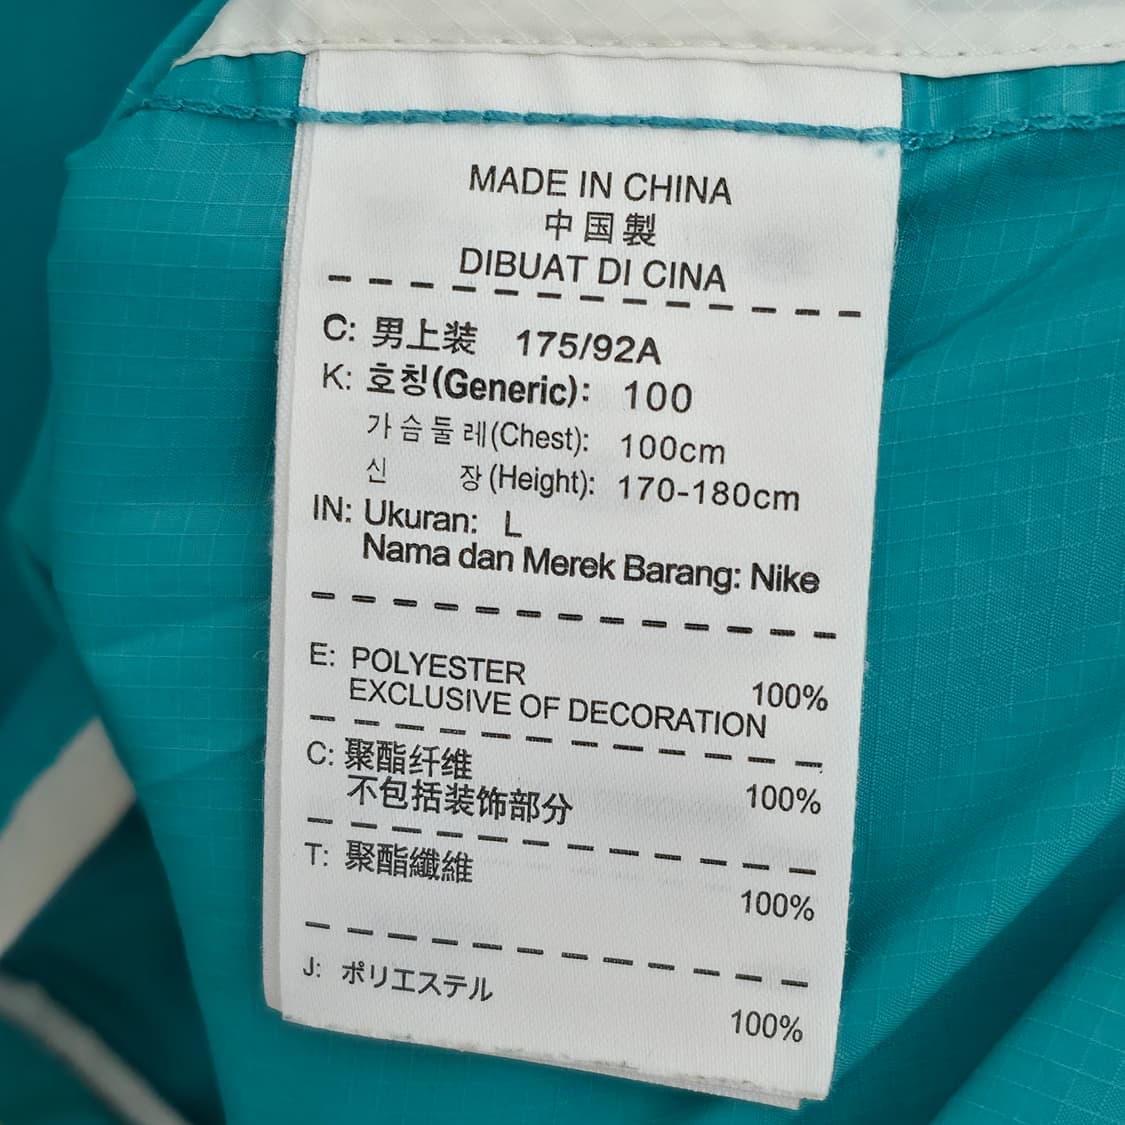 MADE IN CHINA
中国製
DIBUAT DI CINA
C: 男上装 175/92A
K: 호칭(Generic): 100
가슴둘레(Chest): 100cm
신 장(Height): 170-180cm
IN: Ukuran: L
Nama dan Merek Barang: Nike
E: POLYESTER 100%
EXCLUSIVE OF DECORATION
C: 聚酯纤维 100%
不包括装饰部分
T: 聚酯纖維 100%
J: ポリエステル 100%